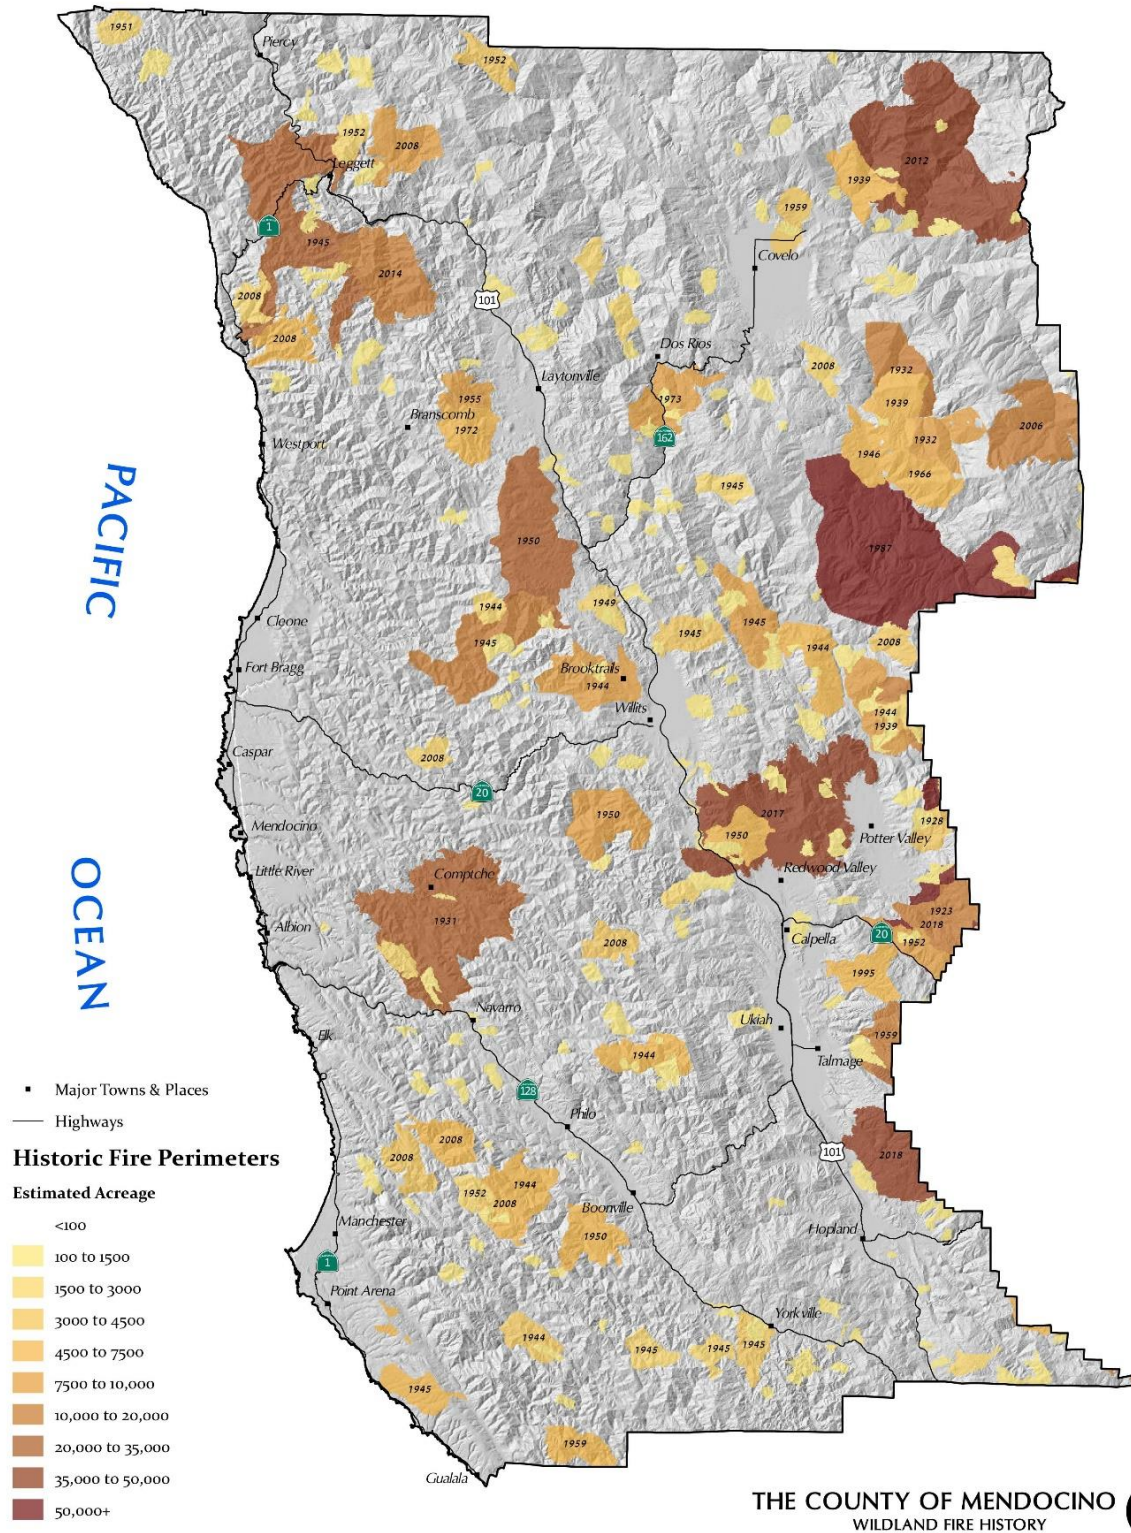 1951
Piercy
1952
1952
2008
Leggett
2012
1939
1959
1
1945
Covelo
2014
2008
101
2008
Dos Rios
2008
1932
Laytonville
1955
1973
1939
Branscomb
1972
162
1932
2006
Westport
1946
1966
1945
PACIFIC
1950
1987
1944
1949
Cleone
1945
1945
1945
1944
2008
Fort Bragg
Brooktrails
1944
1944
Willits
1939
Caspar
2008
20
1950
2017
1928
Mendocino
1950
Potter Valley
Little River
Comptche
Redwood Valley
OCEAN
1931
1923
Albion
2018
20
1952
Calpella
2008
1995
Navarro
Ukiah
Elk
1959
1944
Talmage
128
Philo
2008
2008
101
2018
1944
1952
2008
Boonville
Manchester
1950
Hopland
1
Point Arena
Yorkville
1944
1945
1945
1945
1945
1959
Gualala
Major Towns & Places
Highways
Historic Fire Perimeters
Estimated Acreage
<100
100 to 1500
1500 to 3000
3000 to 4500
4500 to 7500
7500 to 10,000
10,000 to 20,000
20,000 to 35,000
35,000 to 50,000
50,000+
THE COUNTY OF MENDOCINO
WILDLAND FIRE HISTORY